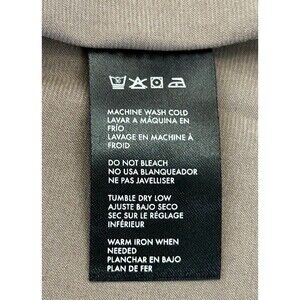 MACHINE WASH COLD
LAVAR A MÁQUINA EN
FRÍO
LAVAGE EN MACHINE À
FROID
DO NOT BLEACH
NO USA BLANQUEADOR
NE PAS JAVELLISER
TUMBLE DRY LOW
AJUSTE BAJO SECO
SEC SUR LE RÉGLAGE
INFÉRIEUR
WARM IRON WHEN
NEEDED
PLANCHAR EN BAJO
PLAN DE FER